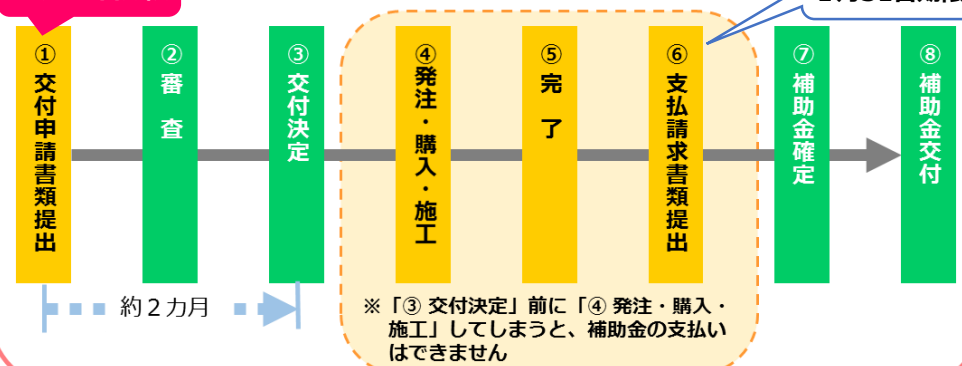 ① 交付申請書類提出
② 審 査
③ 交付決定
④ 発注・購入・施工
⑤ 完 了
⑥ 支払請求書類提出
⑦ 補助金確定
⑧ 補助金交付
約２カ月
※「③ 交付決定」前に「④ 発注・購入・
施工」してしまうと、補助金の支払い
はできません